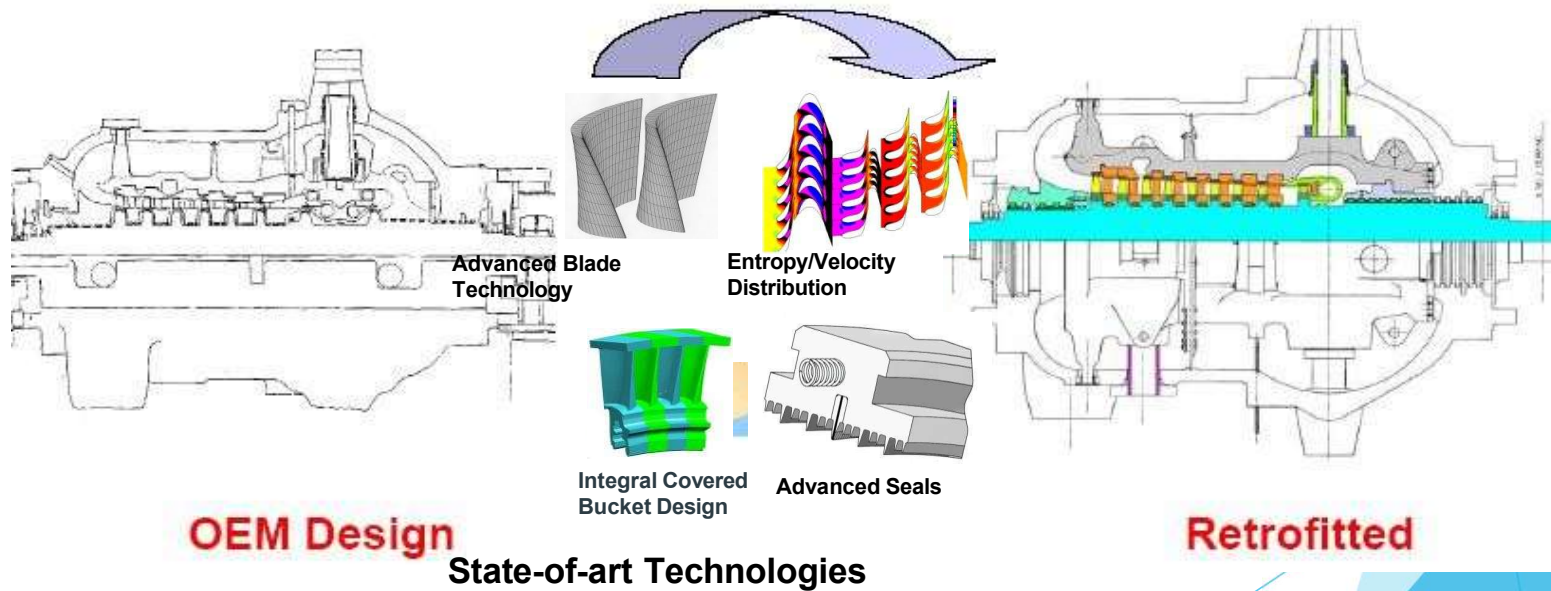 Advanced Blade
Technology
Entropy/Velocity
Distribution
Integral Covered
Bucket Design
Advanced Seals
OEM Design
Retrofitted
State-of-art Technologies